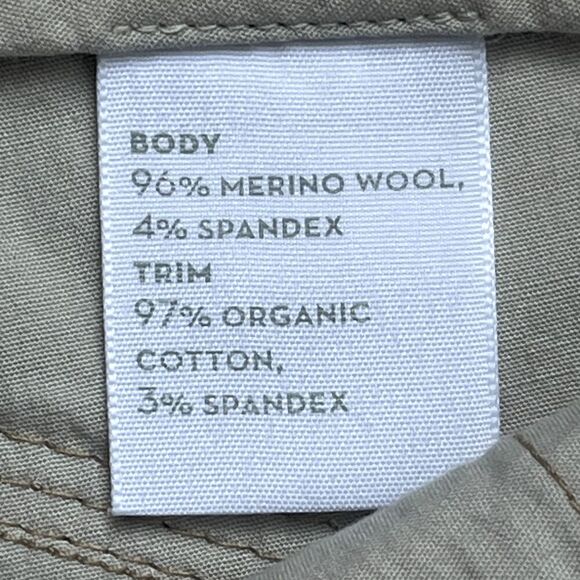 BODY
96% MERINO WOOL,
4% SPANDEX
TRIM
97% ORGANIC
COTTON,
3% SPANDEX